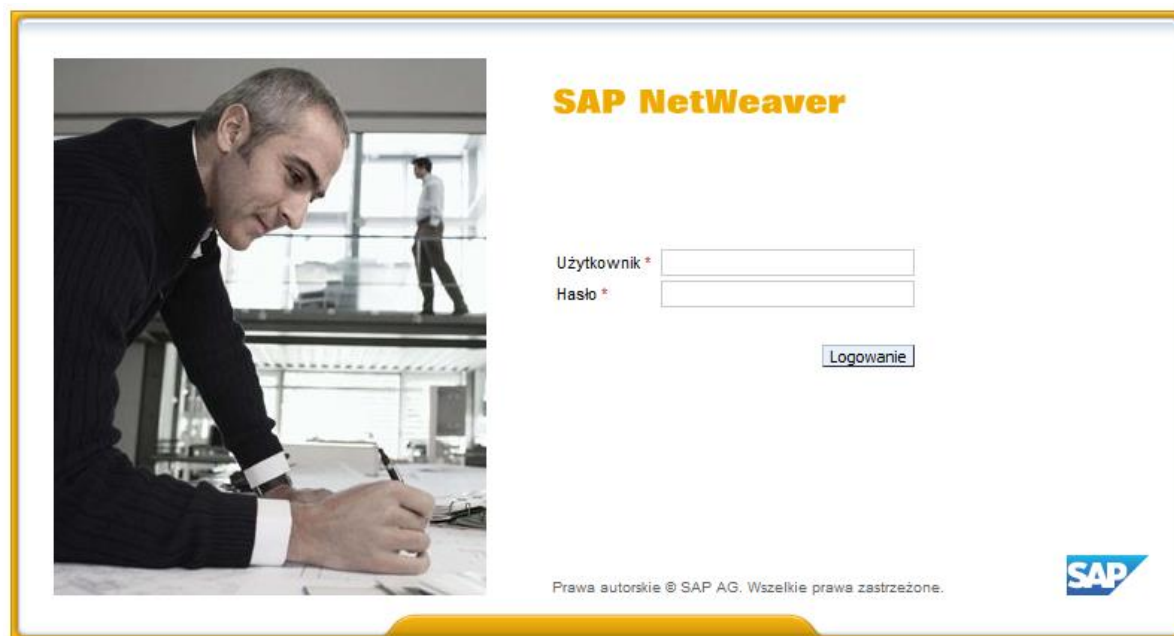 SAP NetWeaver
Użytkownik *
Hasło *
Logowanie
Prawa autorskie © SAP AG. Wszelkie prawa zastrzeżone.
SAP